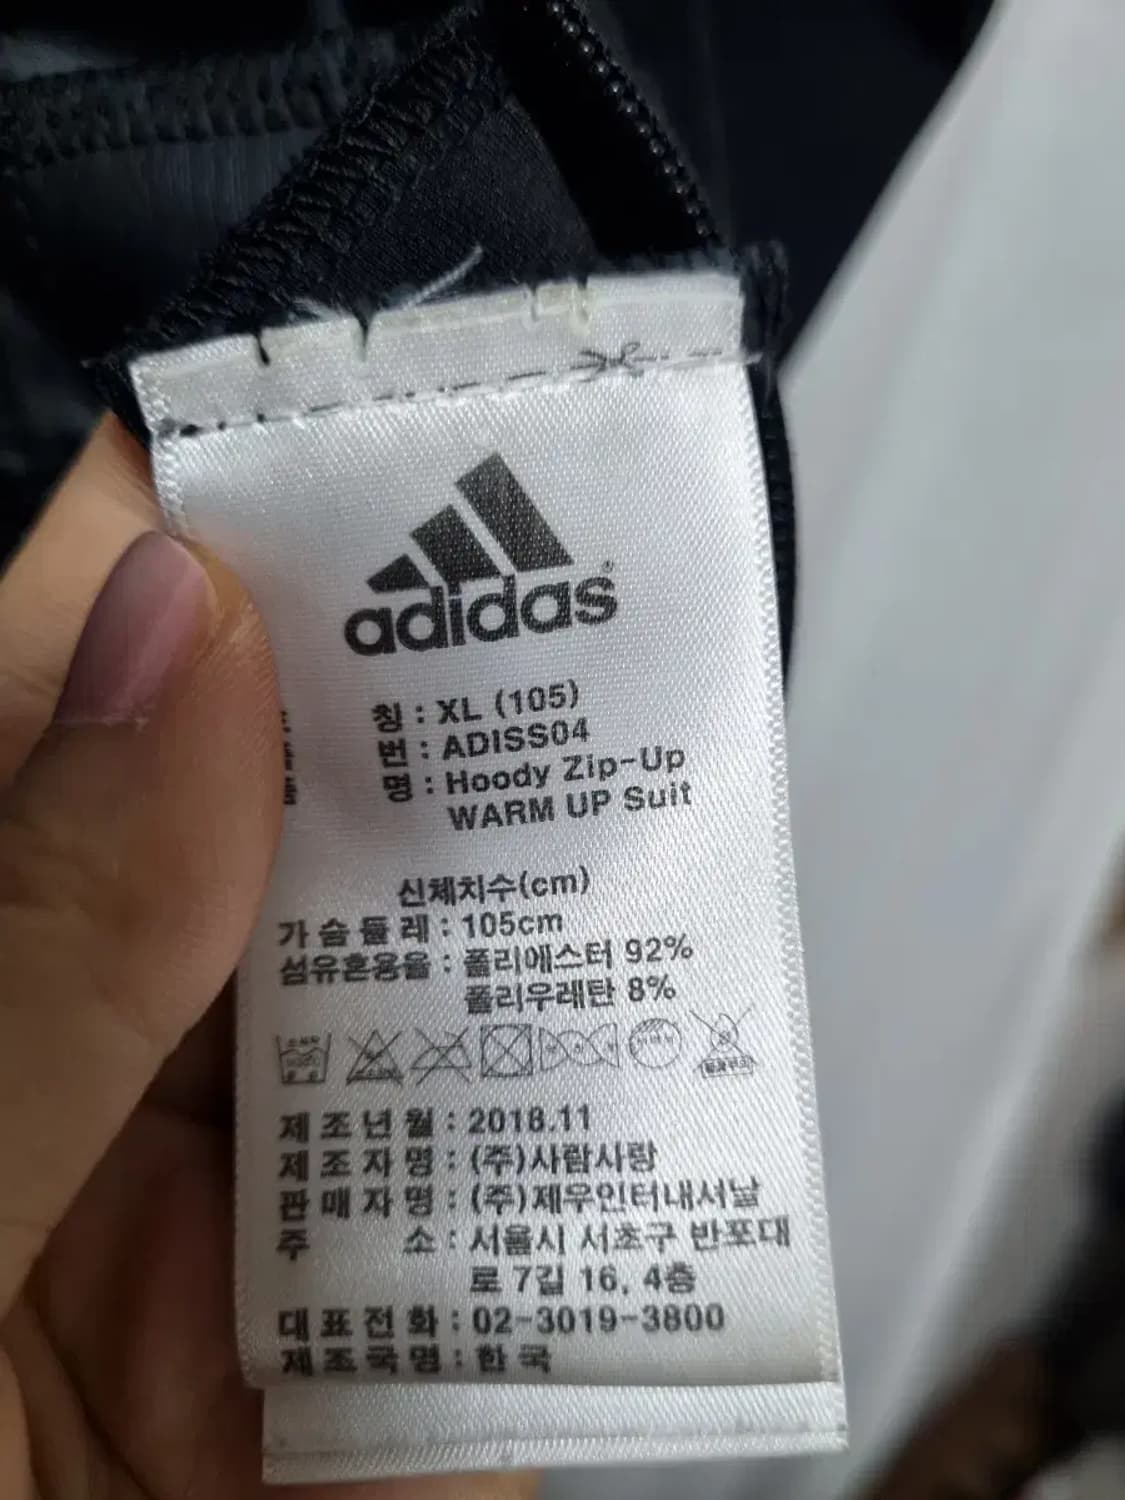 adidas®
칭 : XL (105)
번 : ADISS04
명 : Hoody Zip-Up
WARM UP Suit
신체치수(cm)
가 슴 둘 레 : 105cm
섬유혼용율 : 폴리에스터 92%
폴리우레탄 8%
제 조 년 월 : 2018.11
제 조 자 명 : (주)사람사랑
판 매 자 명 : (주)제우인터내셔날
주 소 : 서울시 서초구 반포대
로 7길 16, 4층
대 표 전 화 : 02-3019-3800
제 조 국 명 : 한 국